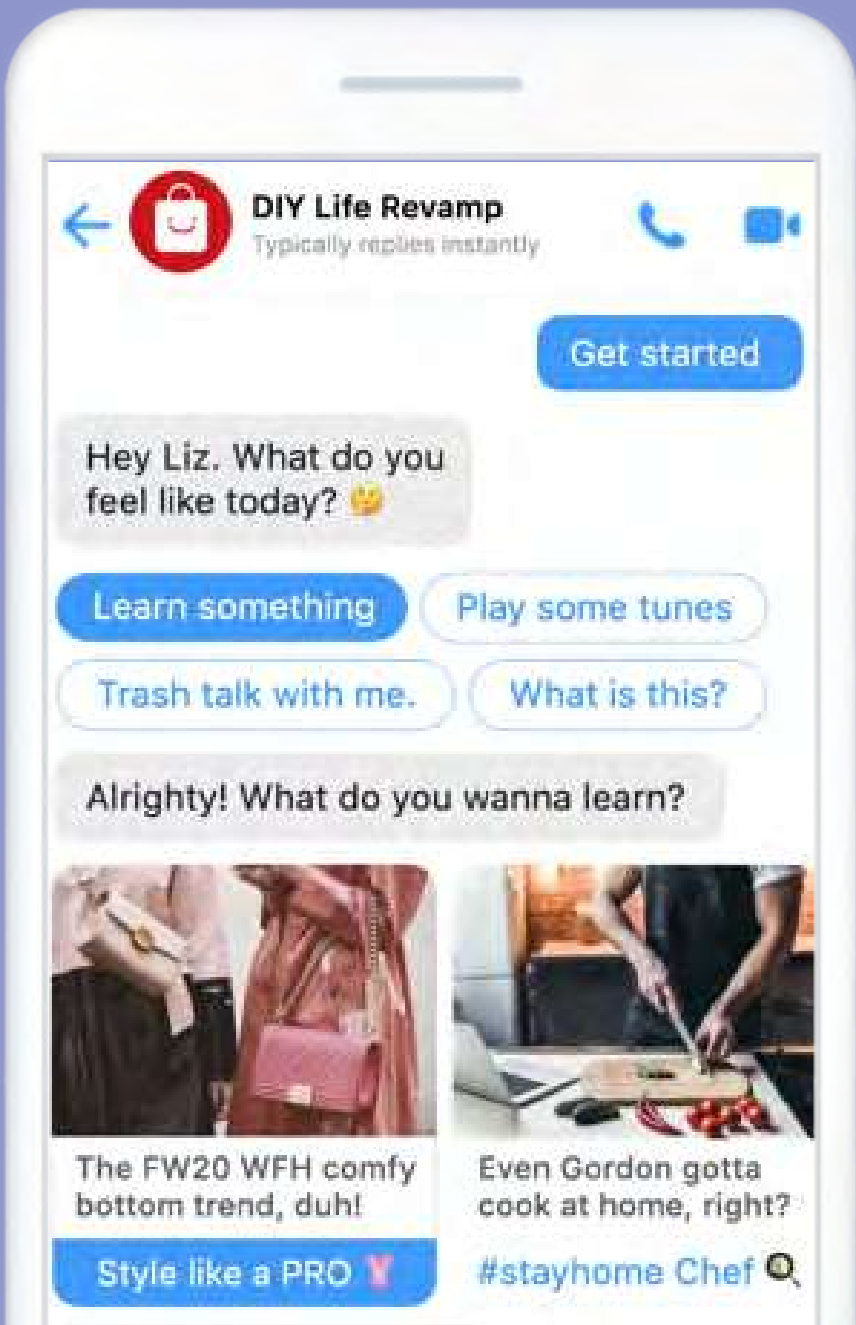 DIY Life Revamp
Typically replies instantly
Get started
Hey Liz. What do you
feel like today? 🤔
Learn something
Play some tunes
Trash talk with me.
What is this?
Alrighty! What do you wanna learn?
The FW20 WFH comfy
bottom trend, duh!
Even Gordon gotta
cook at home, right?
Style like a PRO 👙
#stayhome Chef 🍳